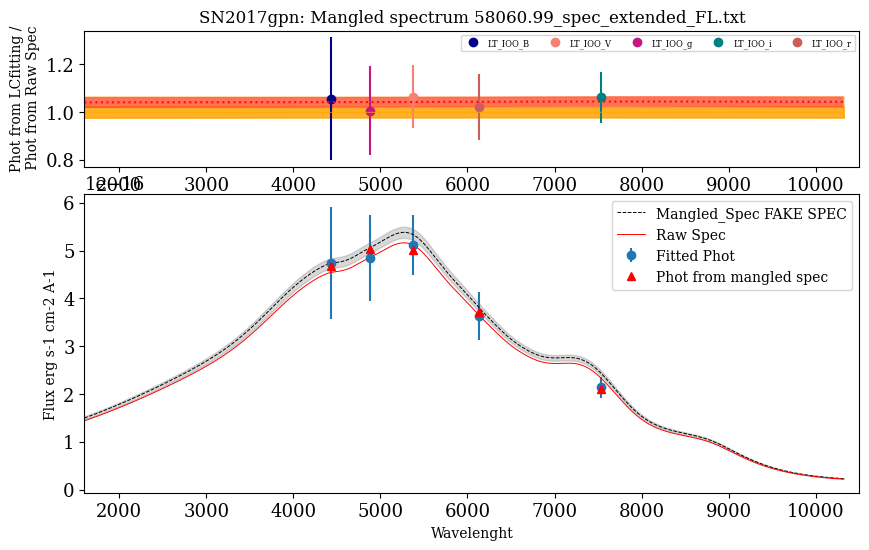 SN2017gpn: Mangled spectrum 58060.99_spec_extended_FL.txt
Phot from LCfitting /
Phot from Raw Spec
1.2
1.0
0.8
LT_IOO_B
LT_IOO_V
LT_IOO_g
LT_IOO_i
LT_IOO_r
2000 3000 4000 5000 6000 7000 8000 9000 10000
1e−16
Flux erg s-1 cm-2 A-1
6
5
4
3
2
1
0
Mangled_Spec FAKE SPEC
Raw Spec
Fitted Phot
Phot from mangled spec
2000 3000 4000 5000 6000 7000 8000 9000 10000
Wavelenght